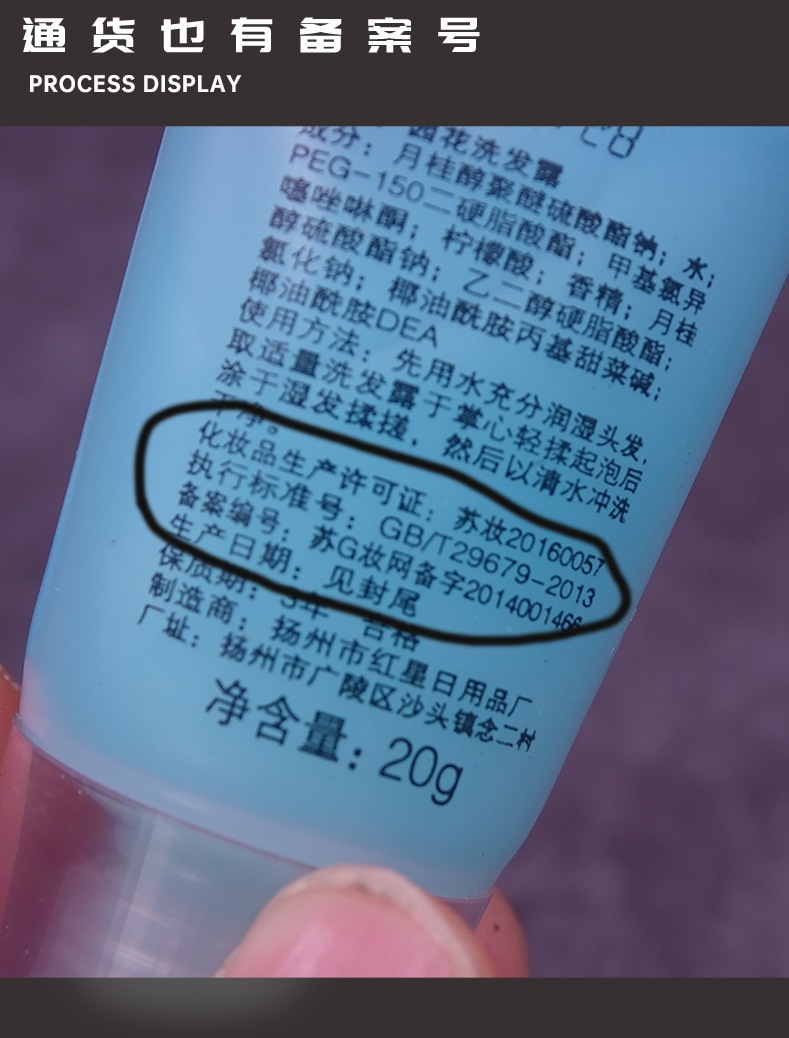 通货也有备案号
PROCESS DISPLAY
花洗发露
成分：月桂醇聚醚硫酸酯钠；水；
PEG-150二硬脂酸酯；甲基氯异
噻唑啉酮；柠檬酸；香精；月桂
醇硫酸酯钠；乙二醇硬脂酸酯；
氯化钠；椰油酰胺丙基甜菜碱；
椰油酰胺DEA
使用方法：先用水充分润湿头发，
取适量洗发露于掌心轻揉起泡后
涂于湿发揉搓，然后以清水冲洗
干净。
化妆品生产许可证：苏妆20160057
执行标准号：GB/T29679-2013
备案编号：苏G妆网备字2014001466
生产日期：见封尾
保质期：3年 合格
制造商：扬州市红星日用品厂
厂址：扬州市广陵区沙头镇念二村
净含量：20g